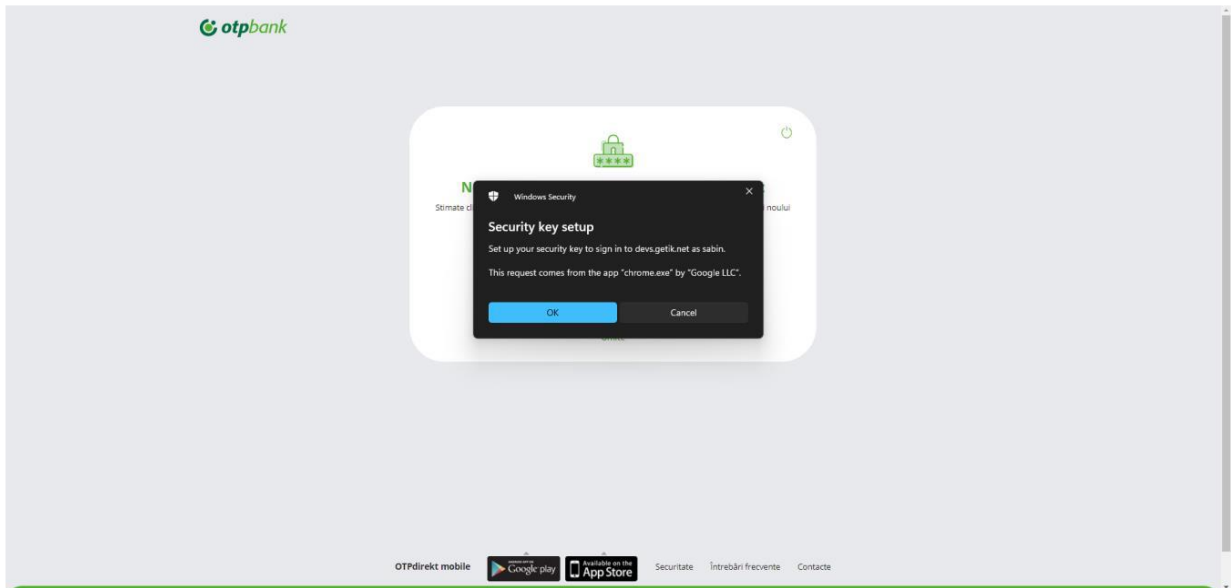 otpbank
Windows Security
Stimate
noului
Security key setup
Set up your security key to sign in to devs.getik.net as sabin.
This request comes from the app "chrome.exe" by "Google LLC".
OK
Cancel
OTPdirekt mobile
Google play
Available on the
App Store
Securitate
Întrebări frecvente
Contacte